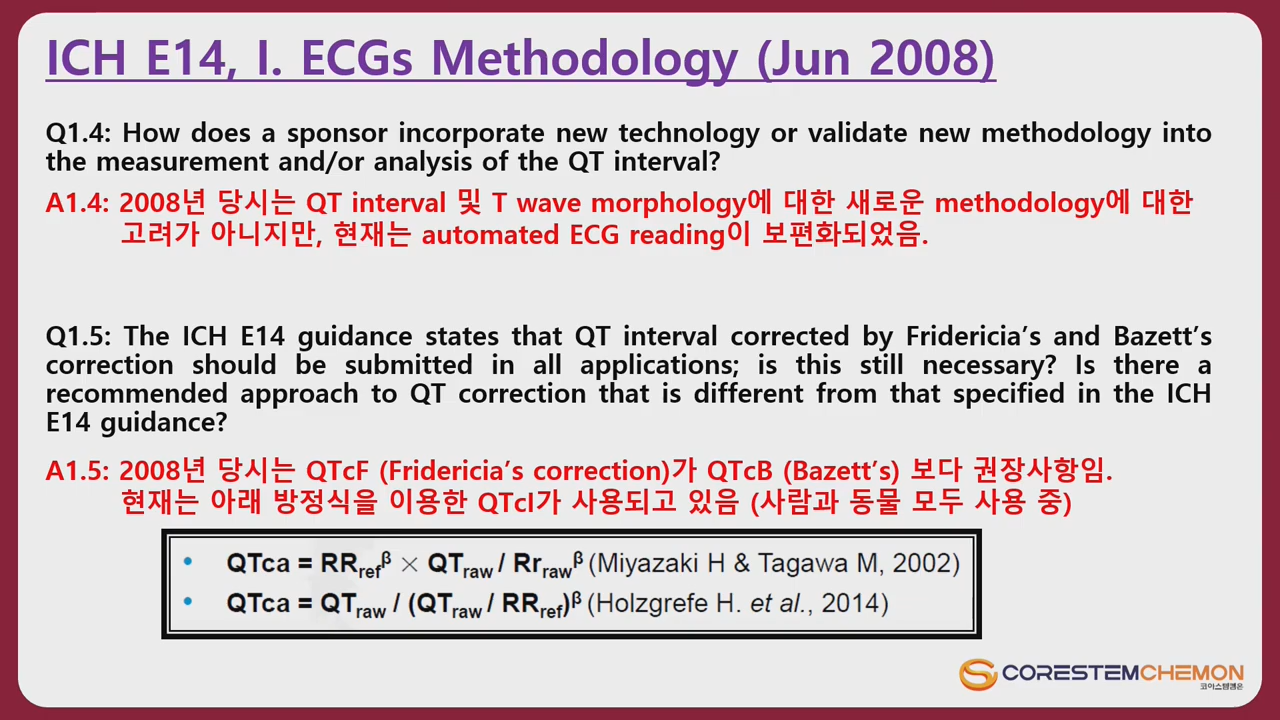 ICH E14, I. ECGs Methodology (Jun 2008)
Q1.4: How does a sponsor incorporate new technology or validate new methodology into
the measurement and/or analysis of the QT interval?
A1.4: 2008년 당시는 QT interval 및 T wave morphology에 대한 새로운 methodology에 대한
고려가 아니지만, 현재는 automated ECG reading이 보편화되었음.
Q1.5: The ICH E14 guidance states that QT interval corrected by Fridericia’s and Bazett’s
correction should be submitted in all applications; is this still necessary? Is there a
recommended approach to QT correction that is different from that specified in the ICH
E14 guidance?
A1.5: 2008년 당시는 QTcF (Fridericia’s correction)가 QTcB (Bazett’s) 보다 권장사항임.
현재는 아래 방정식을 이용한 QTcI가 사용되고 있음 (사람과 동물 모두 사용 중)
• QTca = RRref^β × QTraw / Rrraw^β (Miyazaki H & Tagawa M, 2002)
• QTca = QTraw / (QTraw / RRref)^β (Holzgrefe H. et al., 2014)
CORESTEMCHEMON
코아스템켐온